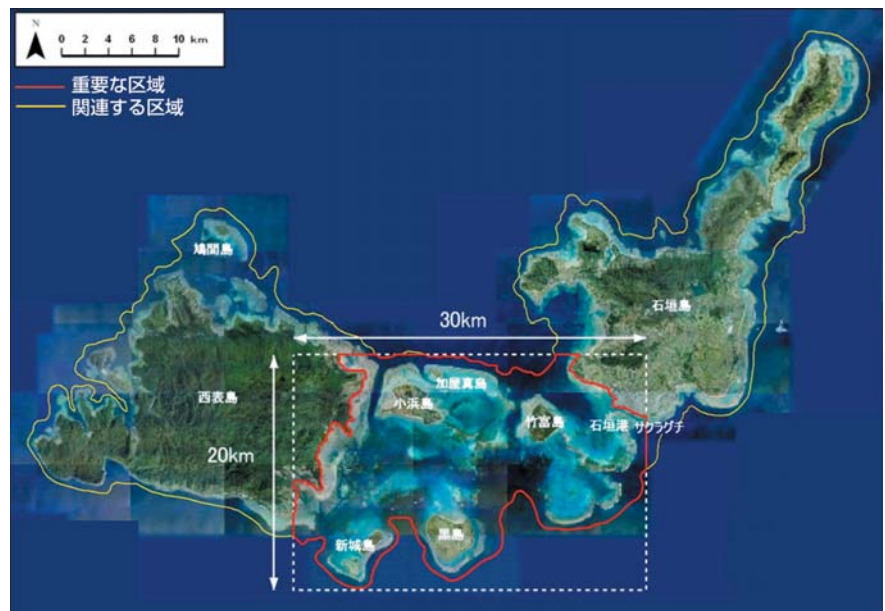 N
0 2 4 6 8 10 km
重要な区域
関連する区域
鳩間島
石垣島
30km
加屋真島
西表島
小浜島
竹富島
石垣港 サクラグチ
20km
新城島
黒島